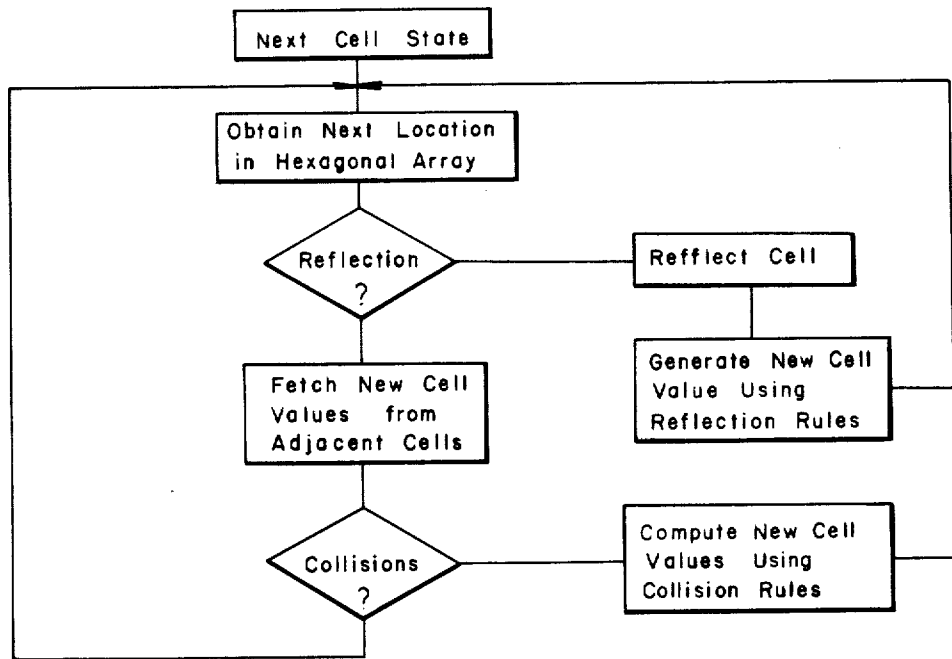 Next Cell State
Obtain Next Location
in Hexagonal Array
Reflection
?
Refflect Cell
Generate New Cell
Value Using
Reflection Rules
Fetch New Cell
Values from
Adjacent Cells
Collisions
?
Compute New Cell
Values Using
Collision Rules